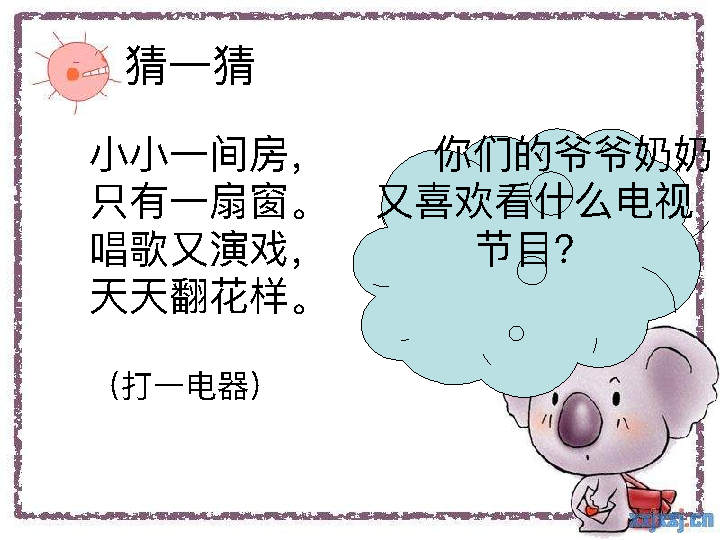 猜一猜
小小一间房，
只有一扇窗。
唱歌又演戏，
天天翻花样。
（打一电器）
你们的爷爷奶奶
又喜欢看什么电视
节目？
zxjxsj.cn